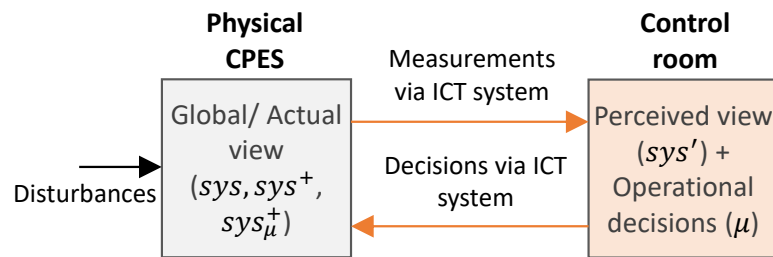 Physical
CPES
Measurements
via ICT system
Control
room
Global/ Actual
view
(sys, sys⁺,
sys⁺_μ)
Disturbances
Decisions via ICT
system
Perceived view
(sys′) +
Operational
decisions (μ)